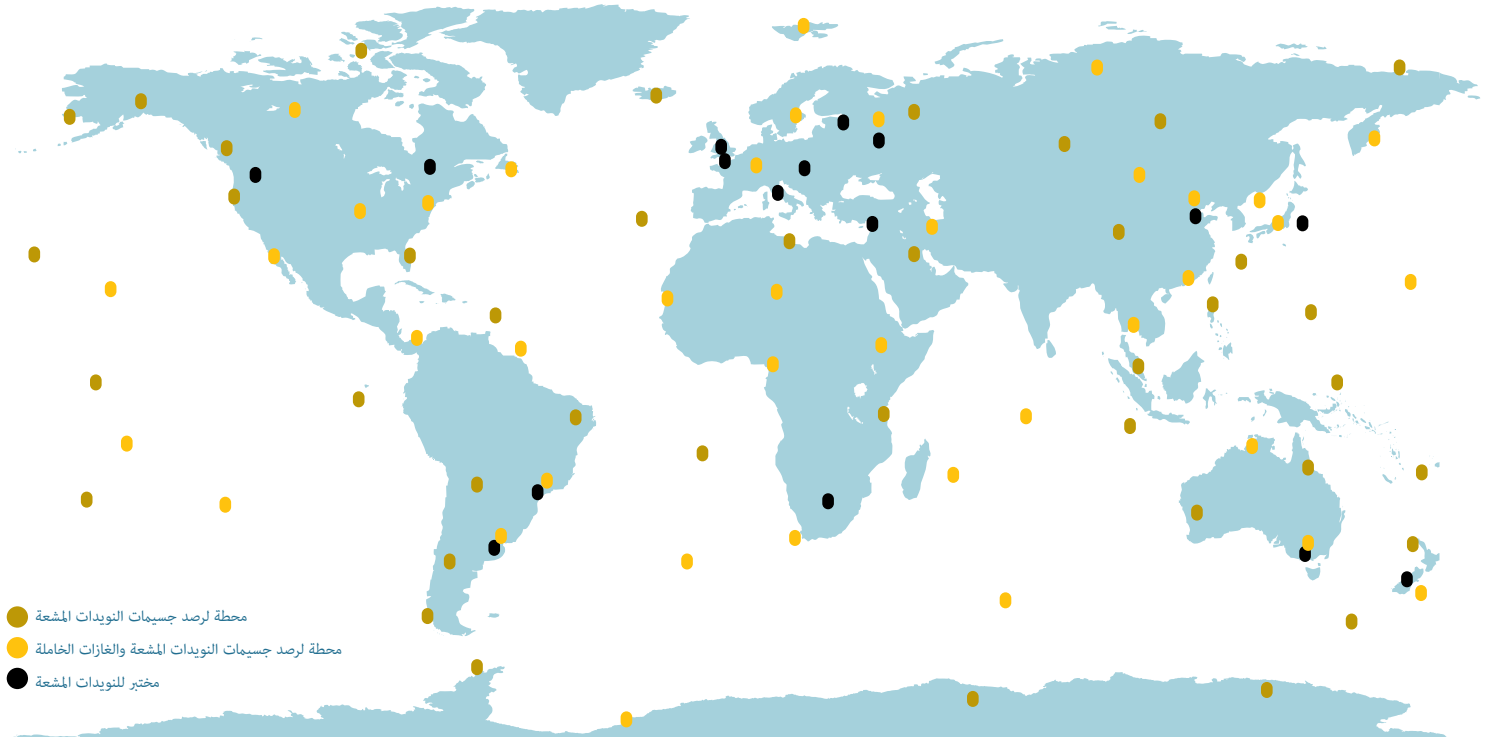 محطة لرصد جسيمات النويدات المشعة
محطة لرصد جسيمات النويدات المشعة والغازات الخاملة
مختبر للنويدات المشعة